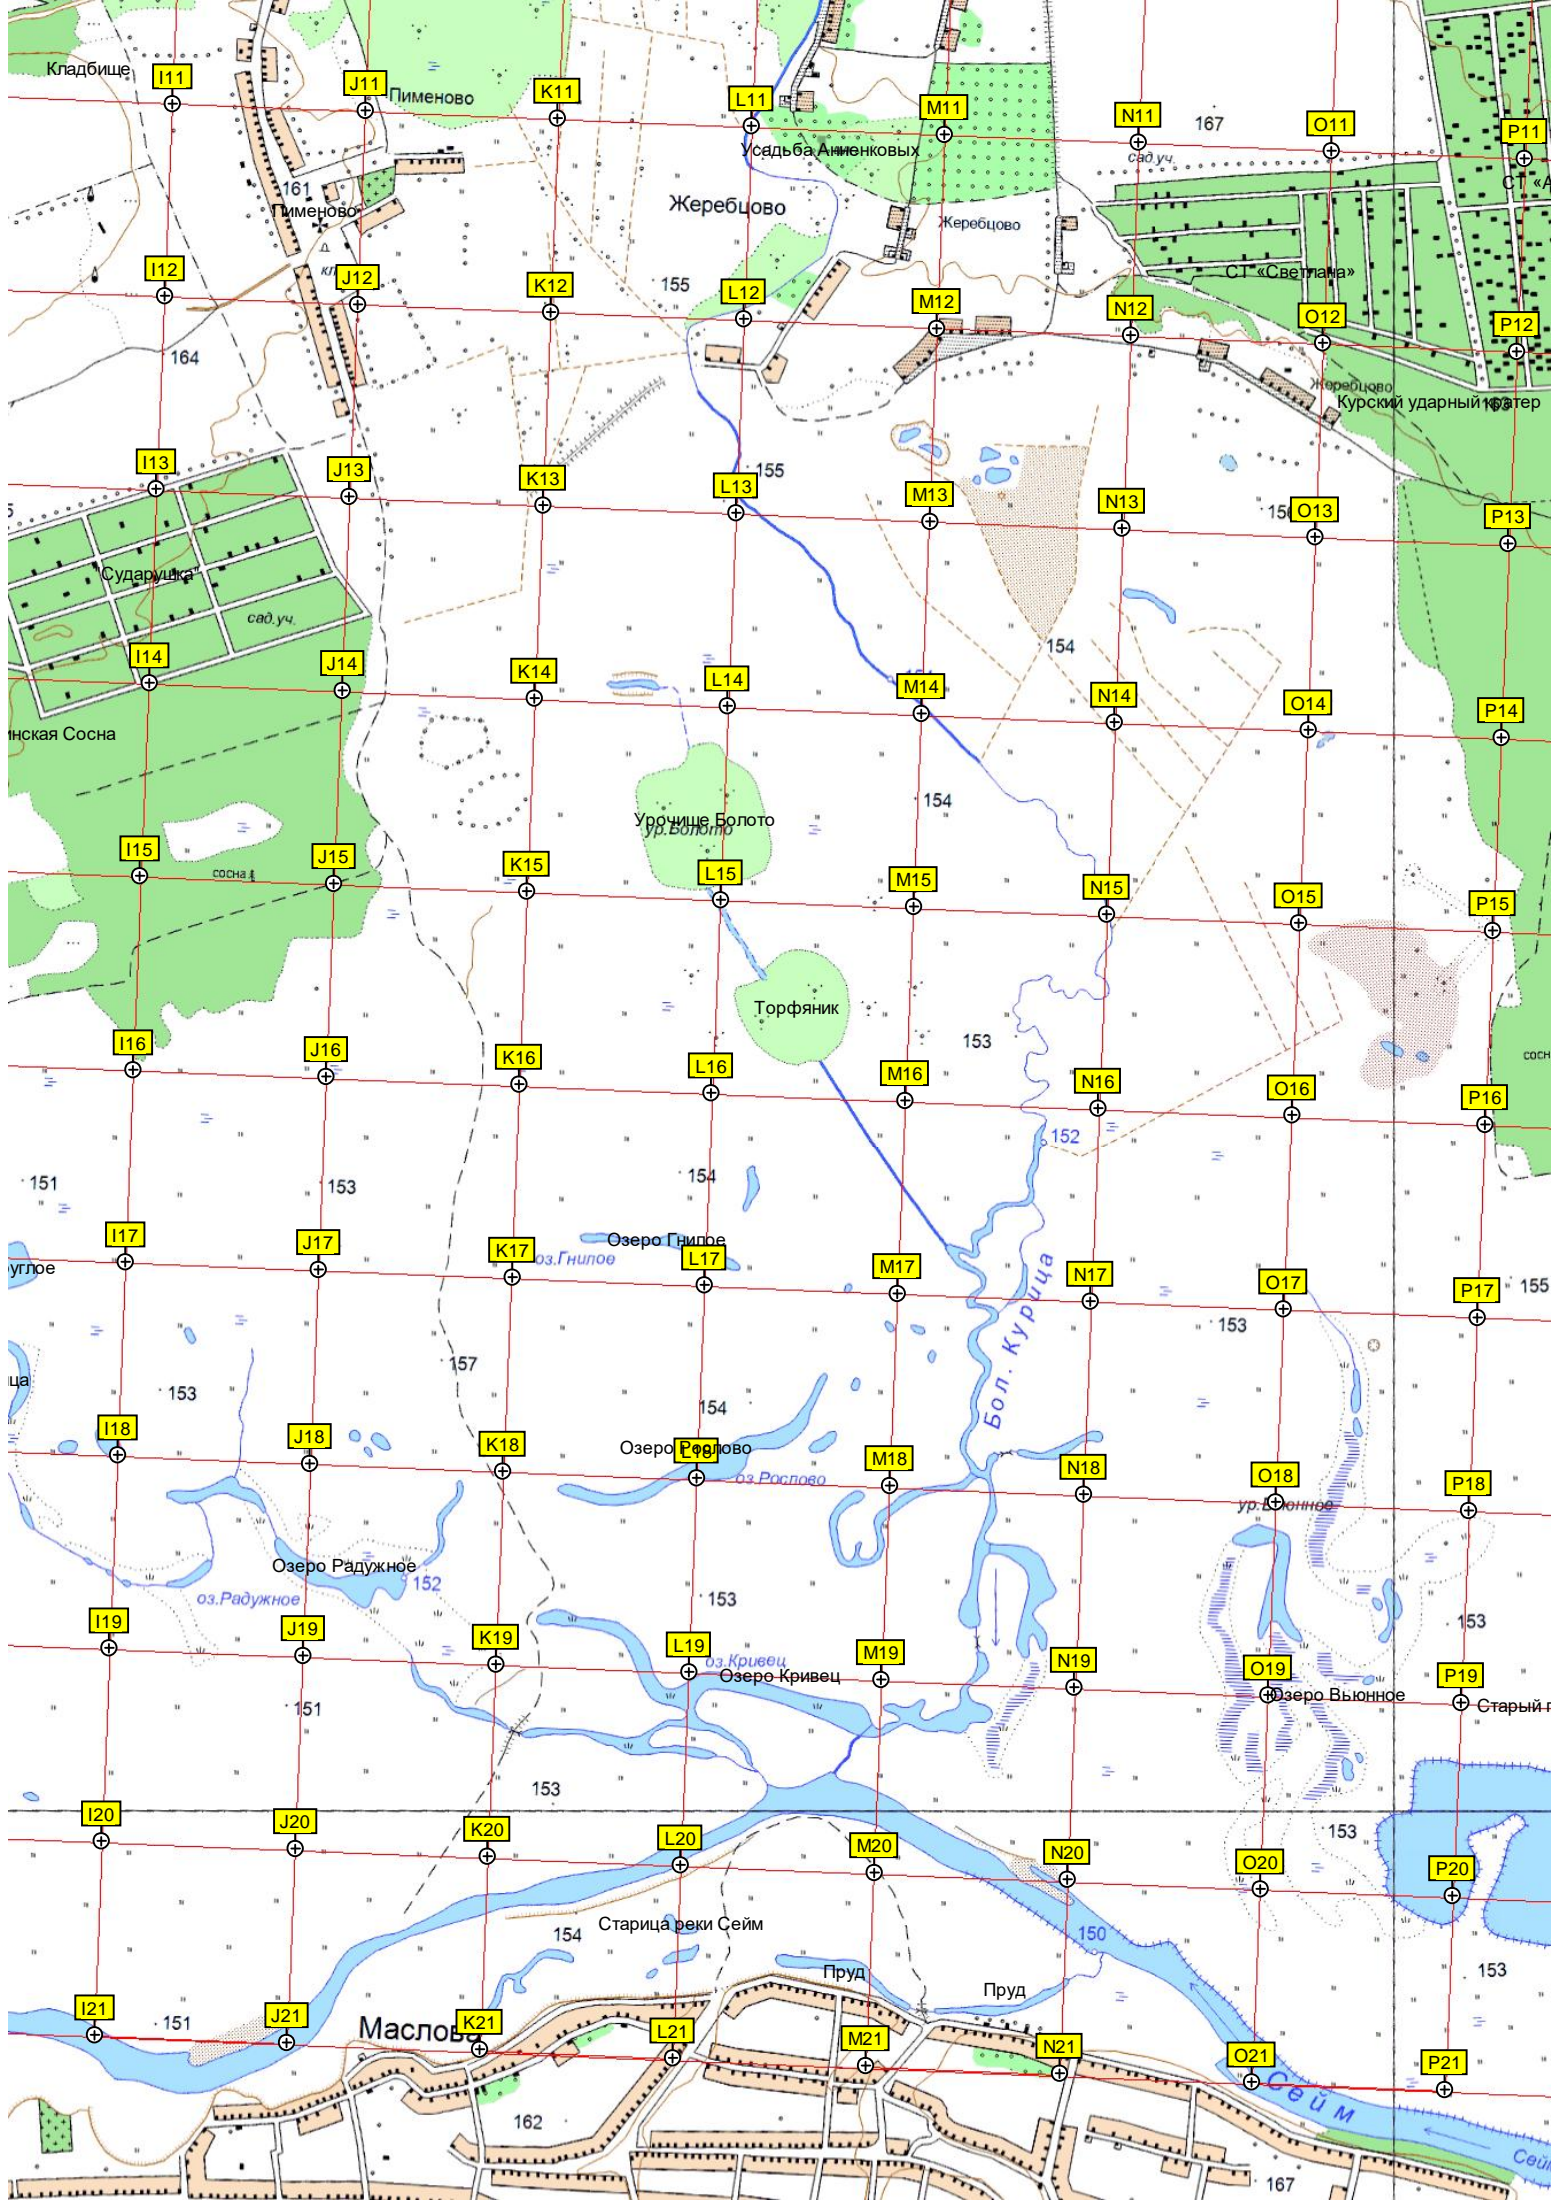 Кладбище
I11
J11
Пименово
K11
L11
M11
N11
167
O11
P11
Усадьба Анненковых
сад.уч.
161
Пименово
Жеребцово
Жеребцово
I12
J12
K12
155
L12
M12
N12
СТ «Светлана»
O12
P12
164
Жеребцово
Курский ударный кратер
I13
J13
K13
L13
155
M13
N13
O13
P13
"Сударушка"
сад.уч.
I14
J14
K14
L14
M14
154
N14
O14
P14
инская Сосна
154
Урочище Болото
ур.Болото
I15
сосна
J15
K15
L15
M15
N15
O15
P15
Торфяник
153
I16
J16
K16
L16
M16
N16
O16
P16
152
151
153
154
I17
J17
K17
оз.Гнилое
Озеро Гнилое
L17
M17
Бол. Курица
N17
O17
P17
155
углое
153
157
153
ца
154
I18
J18
K18
Озеро Рослово
L18
оз.Рослово
M18
N18
O18
P18
ур.Вьюнное
Озеро Радужное
152
оз.Радужное
153
153
I19
J19
K19
L19
оз.Кривец
Озеро Кривец
M19
N19
O19
Озеро Вьюнное
P19
Старый
151
153
153
I20
J20
K20
L20
M20
N20
O20
P20
Старица реки Сейм
154
150
Пруд
Пруд
153
I21
151
J21
Маслова
K21
L21
M21
N21
O21
P21
Сейм
162
167